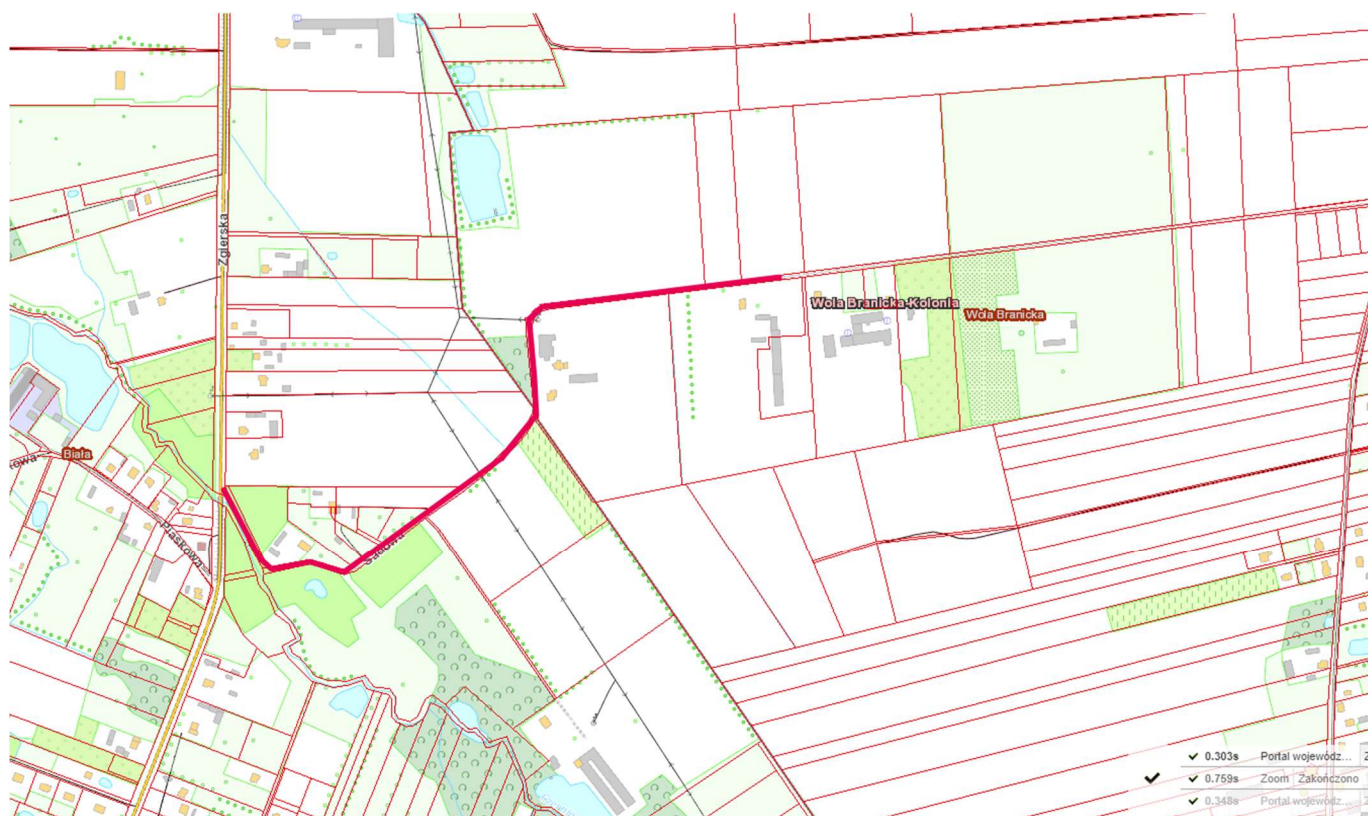 Zgierska
Wola Branicka-Kolonia
Wola Branicka
Biała
Piaskowa
Sadowa
0.303s Portal wojewódz...
0.759s Zoom Zakończono
0.348s Portal wojewódz...